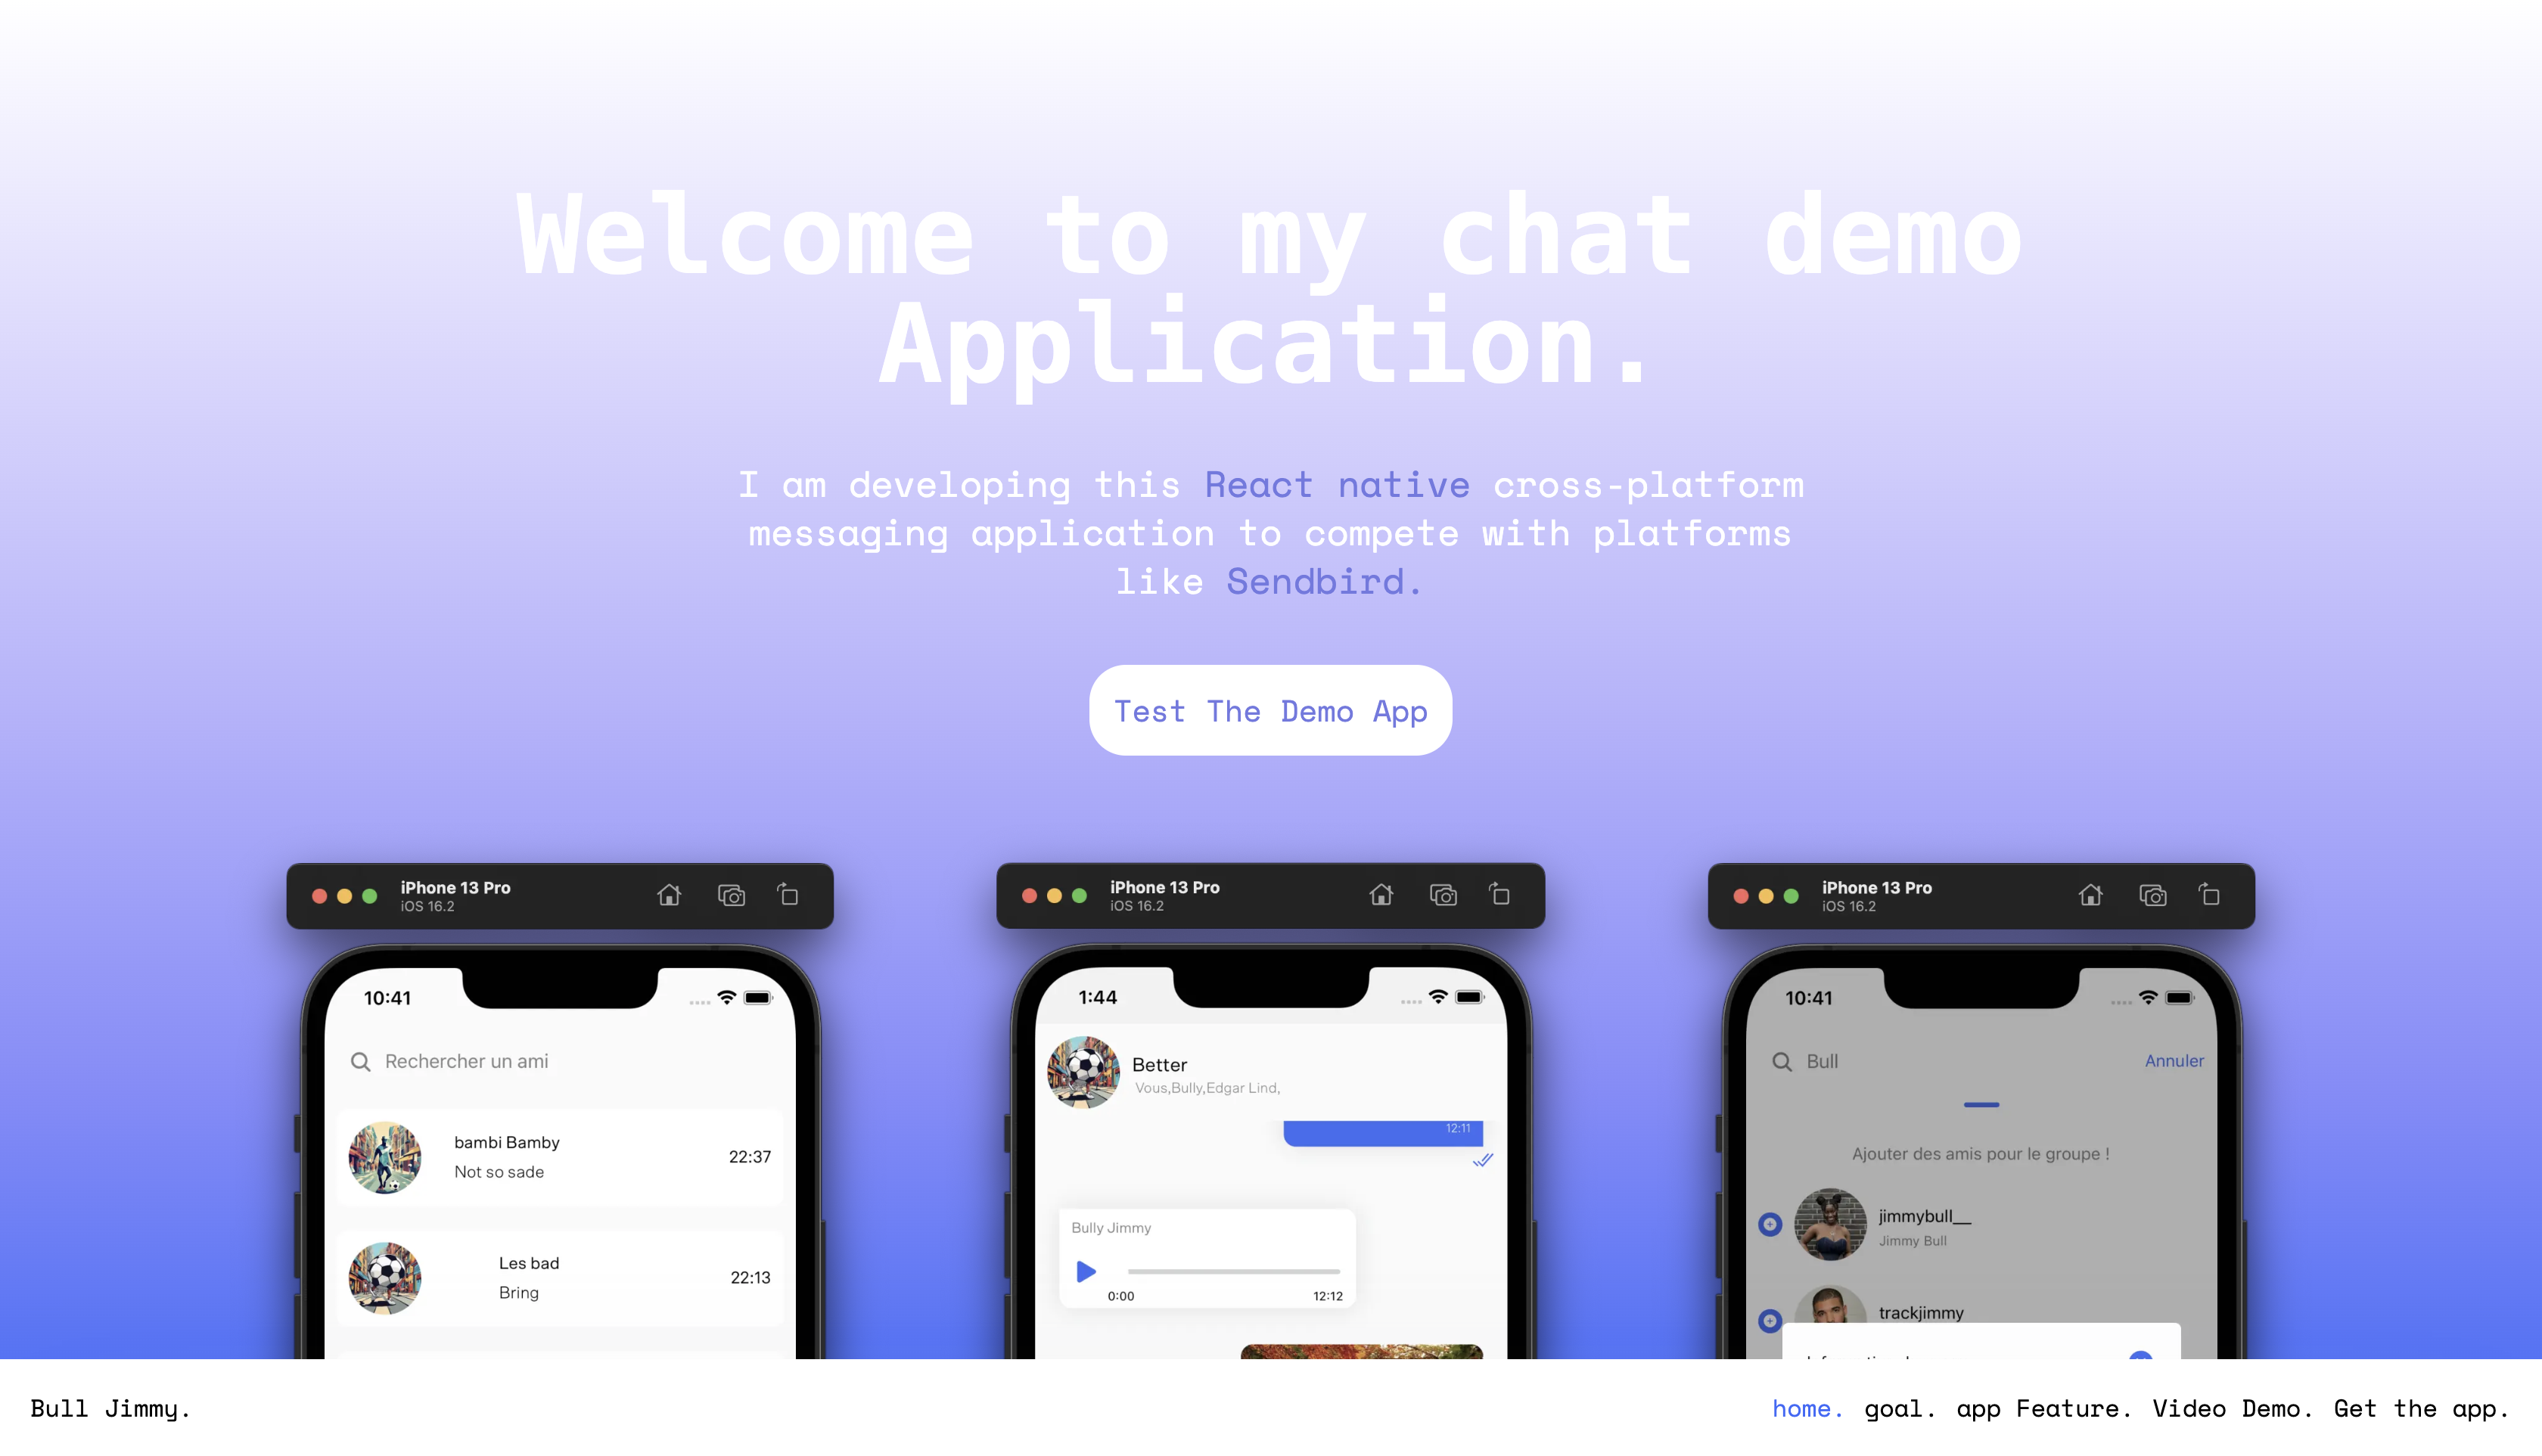 Welcome to my chat demo
Application.
I am developing this React native cross-platform
messaging application to compete with platforms
like Sendbird.
Test The Demo App
iPhone 13 Pro
iOS 16.2
10:41
Rechercher un ami
bambi Bamby
Not so sade
22:37
Les bad
Bring
22:13
iPhone 13 Pro
iOS 16.2
1:44
Better
Vous,Bully,Edgar Lind,
12:11
Bully Jimmy
0:00
12:12
iPhone 13 Pro
iOS 16.2
10:41
Bull
Annuler
Ajouter des amis pour le groupe !
jimmybull__
Jimmy Bull
trackjimmy
Bull Jimmy.
home. goal. app Feature. Video Demo. Get the app.